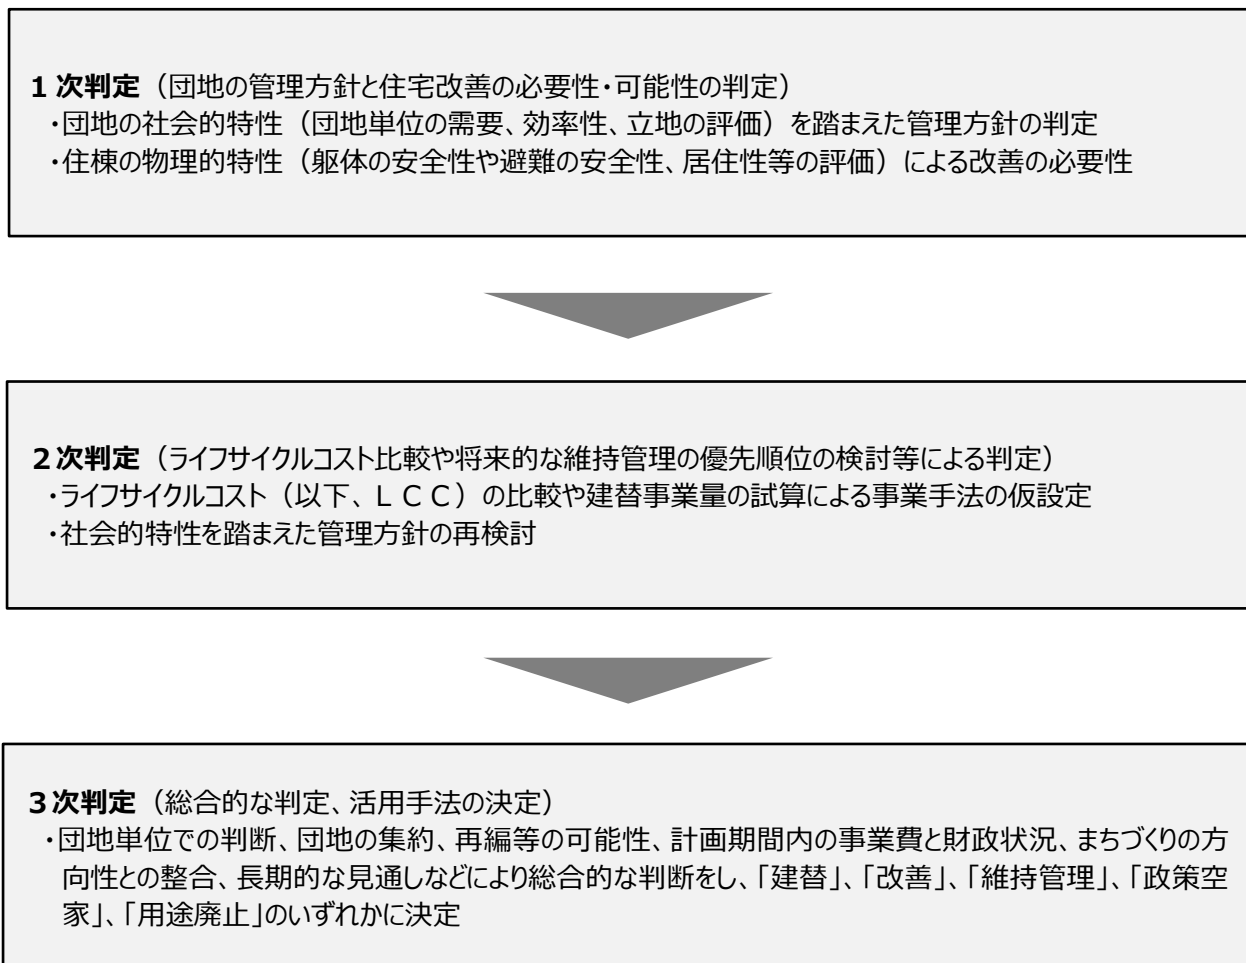 1 次判定（団地の管理方針と住宅改善の必要性・可能性の判定）
・団地の社会的特性（団地単位の需要、効率性、立地の評価）を踏まえた管理方針の判定
・住棟の物理的特性（躯体の安全性や避難の安全性、居住性等の評価）による改善の必要性
２次判定（ライフサイクルコスト比較や将来的な維持管理の優先順位の検討等による判定）
・ライフサイクルコスト（以下、ＬＣＣ）の比較や建替事業量の試算による事業手法の仮設定
・社会的特性を踏まえた管理方針の再検討
３次判定（総合的な判定、活用手法の決定）
・団地単位での判断、団地の集約、再編等の可能性、計画期間内の事業費と財政状況、まちづくりの方
向性との整合、長期的な見通しなどにより総合的な判断をし、「建替」、「改善」、「維持管理」、「政策空
家」、「用途廃止」のいずれかに決定